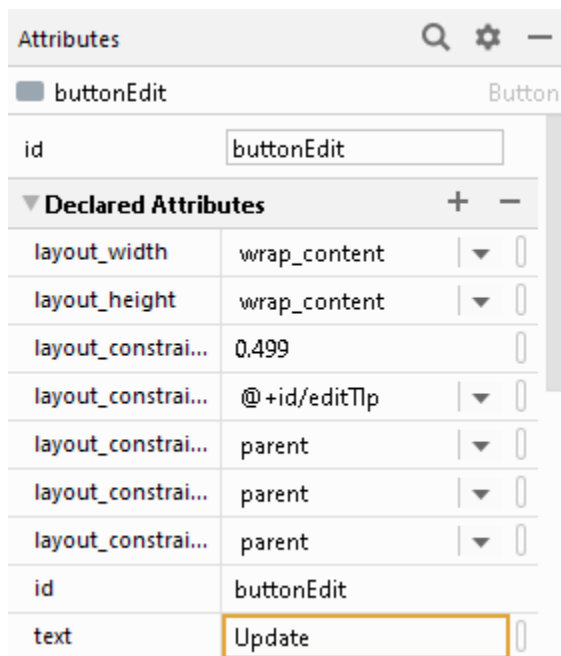 Attributes
buttonEdit Button
id buttonEdit
Declared Attributes
layout_width wrap_content
layout_height wrap_content
layout_constrai... 0.499
layout_constrai... @+id/editTlp
layout_constrai... parent
layout_constrai... parent
layout_constrai... parent
id buttonEdit
text Update